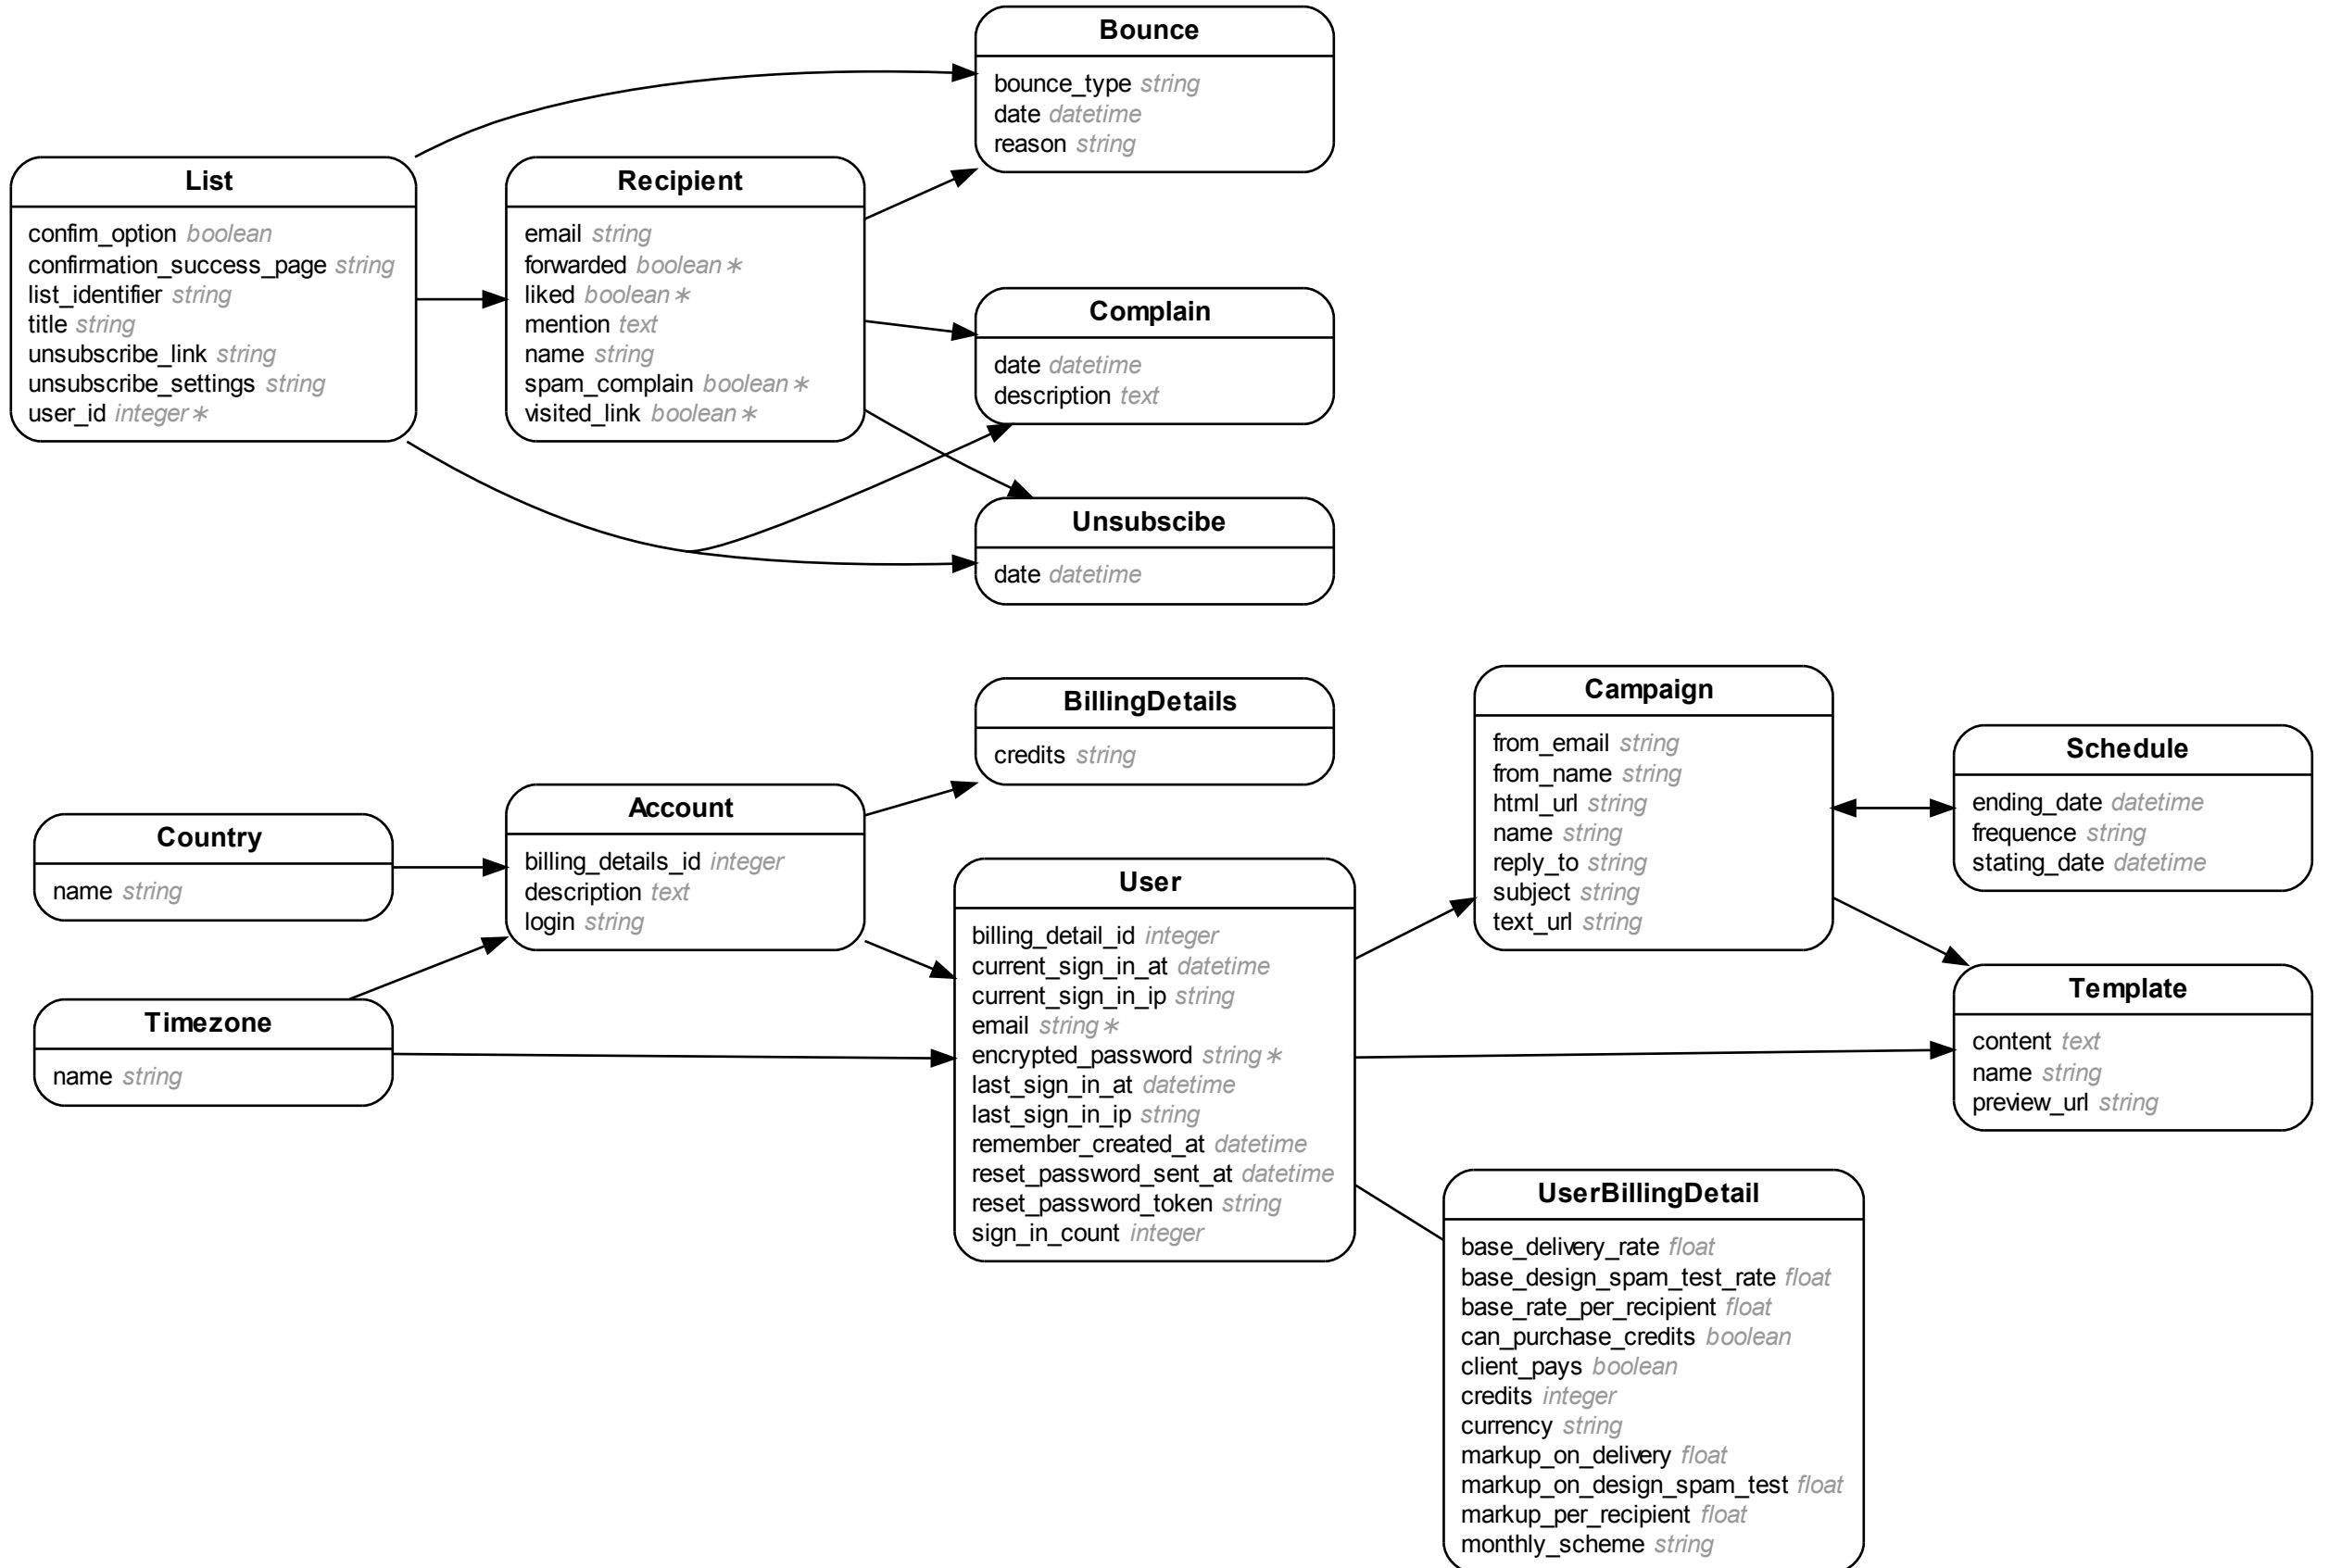 Bounce
bounce_type string
date datetime
reason string
List
confim_option boolean
confirmation_success_page string
list_identifier string
title string
unsubscribe_link string
unsubscribe_settings string
user_id integer∗
Recipient
email string
forwarded boolean∗
liked boolean∗
mention text
name string
spam_complain boolean∗
visited_link boolean∗
Complain
date datetime
description text
Unsubscibe
date datetime
BillingDetails
credits string
Campaign
from_email string
from_name string
html_url string
name string
reply_to string
subject string
text_url string
Schedule
ending_date datetime
frequence string
stating_date datetime
Country
name string
Account
billing_details_id integer
description text
login string
User
billing_detail_id integer
current_sign_in_at datetime
current_sign_in_ip string
email string∗
encrypted_password string∗
last_sign_in_at datetime
last_sign_in_ip string
remember_created_at datetime
reset_password_sent_at datetime
reset_password_token string
sign_in_count integer
Timezone
name string
Template
content text
name string
preview_url string
UserBillingDetail
base_delivery_rate float
base_design_spam_test_rate float
base_rate_per_recipient float
can_purchase_credits boolean
client_pays boolean
credits integer
currency string
markup_on_delivery float
markup_on_design_spam_test float
markup_per_recipient float
monthly_scheme string